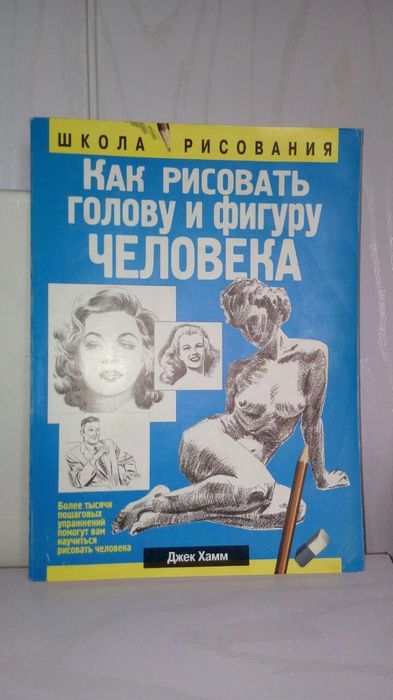 ШКОЛА РИСОВАНИЯ
КАК РИСОВАТЬ
ГОЛОВУ И ФИГУРУ
ЧЕЛОВЕКА
Более тысячи
пошаговых
упражнений
помогут вам
научиться
рисовать человека
Джек Хамм